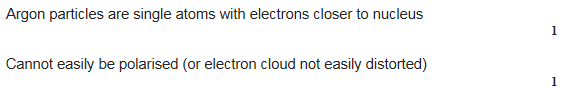 Argon particles are single atoms with electrons closer to nucleus
1
Cannot easily be polarised (or electron cloud not easily distorted)
1